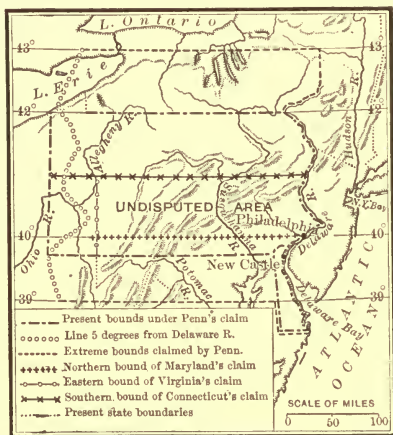 L. Ontario
43
43
L. Erie
42
42
Allegheny R.
Hudson R.
UNDISPUTED AREA
Susquehanna R.
Philadelphia
N.Y. Bay
Delaware R.
40
40
Ohio R.
New Castle
Potomac R.
39
39
Delaware Bay
ATLANTIC OCEAN
Present bounds under Penn's claim
Line 5 degrees from Delaware R.
Extreme bounds claimed by Penn.
Northern bound of Maryland's claim
Eastern bound of Virginia's claim
Southern bound of Connecticut's claim
Present state boundaries
SCALE OF MILES
0 50 100